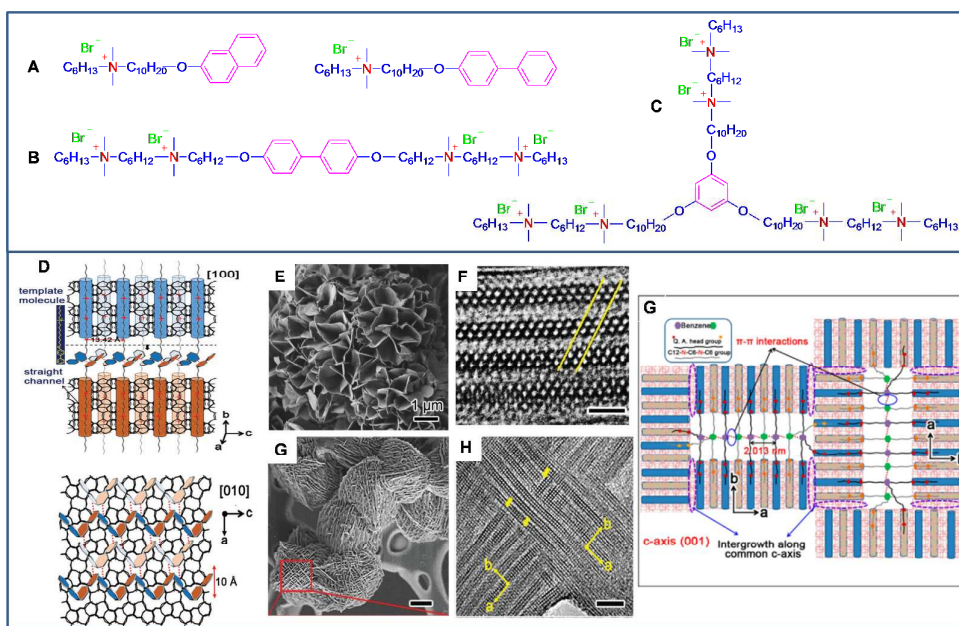 A
Br⁻
C₆H₁₃-N⁺-C₁₀H₂₀-O
Br⁻
C₆H₁₃-N⁺-C₁₀H₂₀-O
B
Br⁻ Br⁻ Br⁻ Br⁻
C₆H₁₃-N⁺-C₆H₁₂-N⁺-C₆H₁₂-O O-C₆H₁₂-N⁺-C₆H₁₂-N⁺-C₆H₁₃
C
C₆H₁₃
Br⁻
N⁺
C₆H₁₂
Br⁻
N⁺
C₁₀H₂₀
O
Br⁻ Br⁻ Br⁻ Br⁻
C₆H₁₃-N⁺-C₆H₁₂-N⁺-C₁₀H₂₀-O O-C₁₀H₂₀-N⁺-C₆H₁₂-N⁺-C₆H₁₃
D
[100]
template
molecule
13.42 Å
straight
channel
b
c
a
[010]
c
a
10 Å
E
1 µm
F
G
H
b
a
b
a
G
Benzene
Q. A. head group
C12-N-C6-N-C6 group
π-π interactions
2.013 nm
b
a
a
Intergrowth along
common c-axis
c-axis (001)